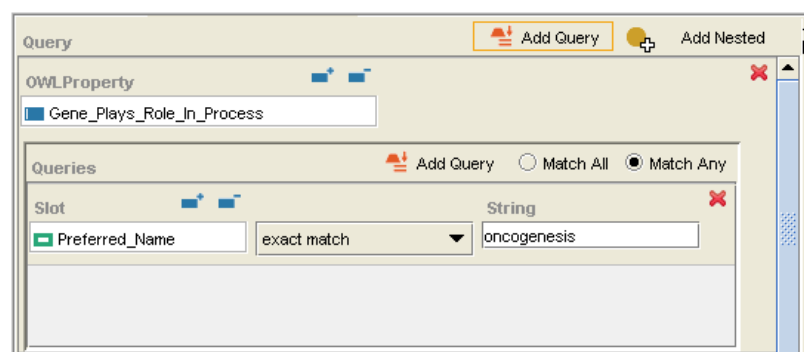 Query Add Query Add Nested
OWLProperty
Gene_Plays_Role_In_Process
Queries Add Query Match All Match Any
Slot String
Preferred_Name exact match oncogenesis